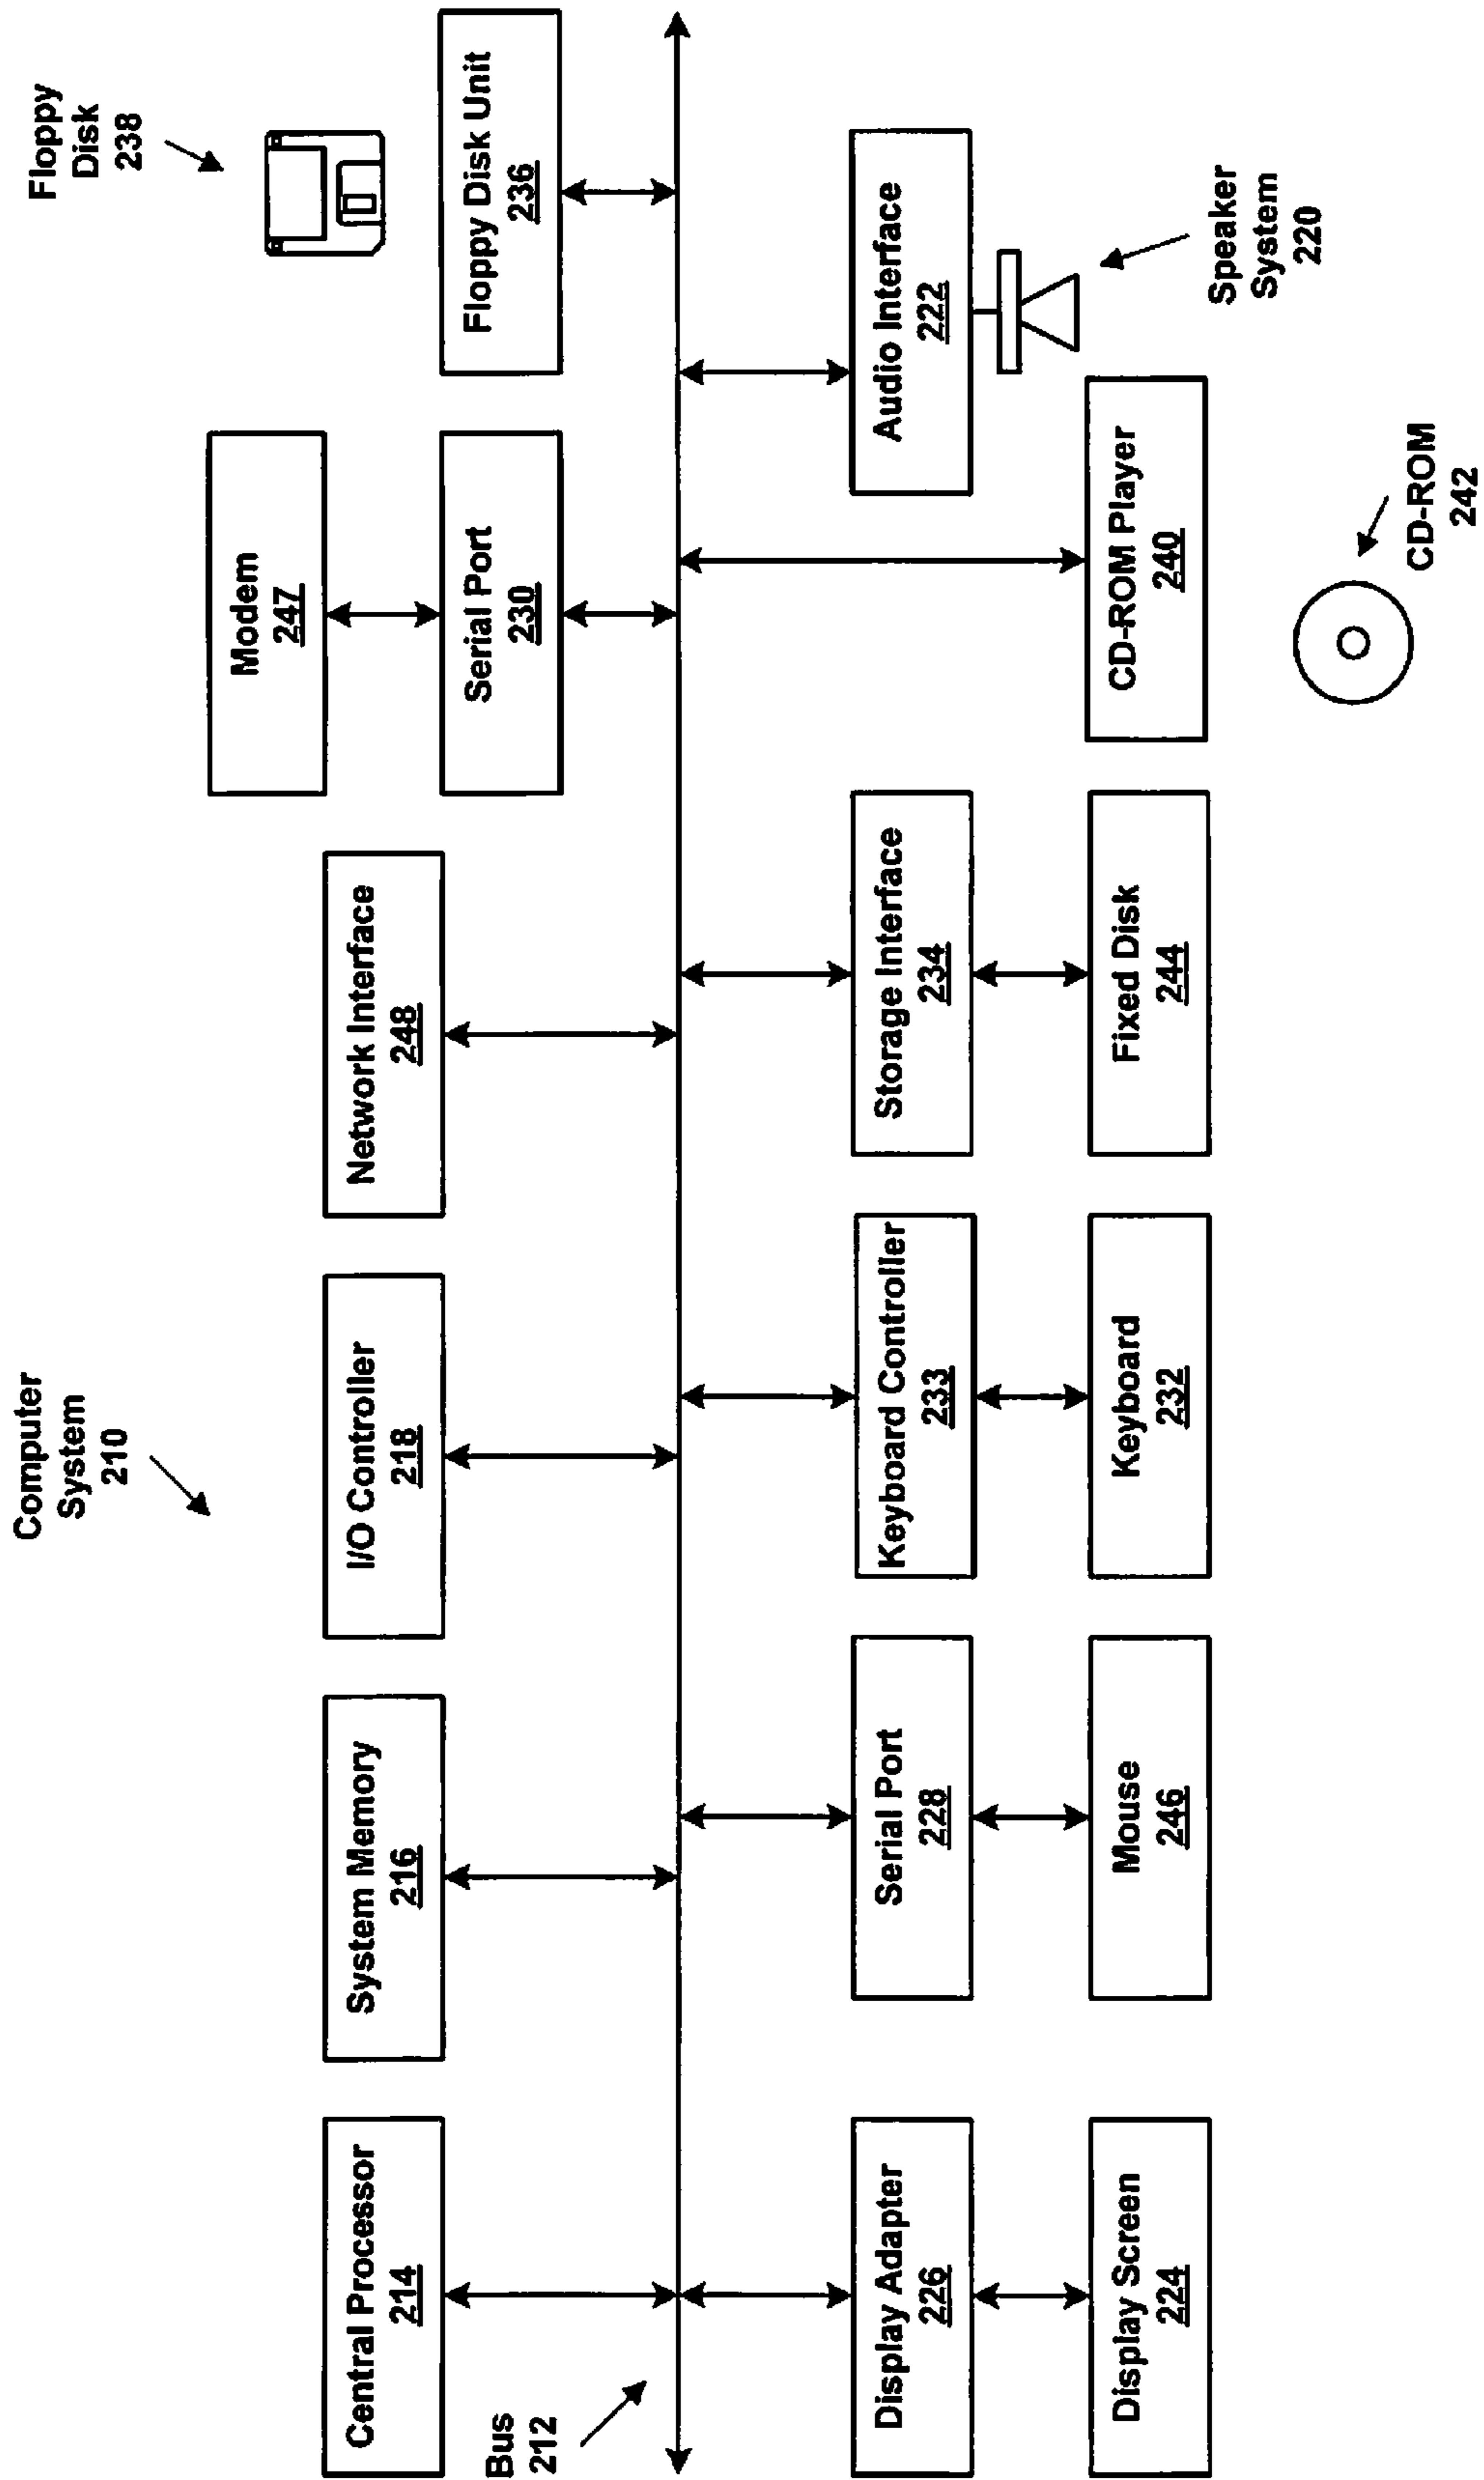 Computer
System
210
Floppy
Disk
238
Modem
247
Central Processor
214
System Memory
216
I/O Controller
218
Network Interface
248
Serial Port
230
Floppy Disk Unit
236
Bus
212
Display Adapter
226
Serial Port
228
Keyboard Controller
233
Storage Interface
234
Audio Interface
222
Display Screen
224
Mouse
246
Keyboard
232
Fixed Disk
244
CD-ROM Player
240
Speaker
System
220
CD-ROM
242